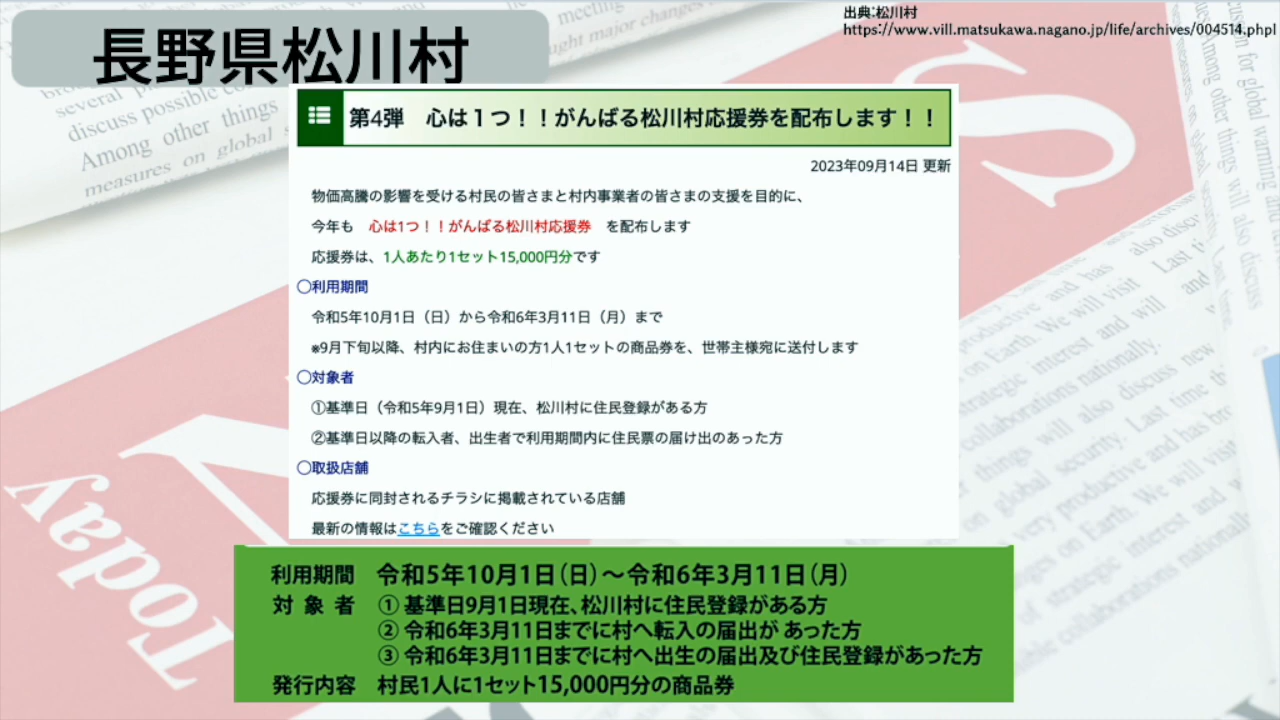 長野県松川村
出典:松川村
https://www.vill.matsukawa.nagano.jp/life/archives/004514.phpl
第4弾 心は1つ！！がんばる松川村応援券を配布します！！
2023年09月14日 更新
物価高騰の影響を受ける村民の皆さまと村内事業者の皆さまの支援を目的に、
今年も 心は1つ！！がんばる松川村応援券 を配布します
応援券は、1人あたり1セット15,000円分です
○利用期間
令和5年10月1日（日）から令和6年3月11日（月）まで
※9月下旬以降、村内にお住まいの方1人1セットの商品券を、世帯主様宛に送付します
○対象者
①基準日（令和5年9月1日）現在、松川村に住民登録がある方
②基準日以降の転入者、出生者で利用期間内に住民票の届け出のあった方
○取扱店舗
応援券に同封されるチラシに掲載されている店舗
最新の情報はこちらをご確認ください
利用期間 令和5年10月1日(日)～令和6年3月11日(月)
対象者 ① 基準日9月1日現在、松川村に住民登録がある方
② 令和6年3月11日までに村へ転入の届出が あった方
③ 令和6年3月11日までに村へ出生の届出及び住民登録があった方
発行内容 村民1人に1セット15,000円分の商品券
Today